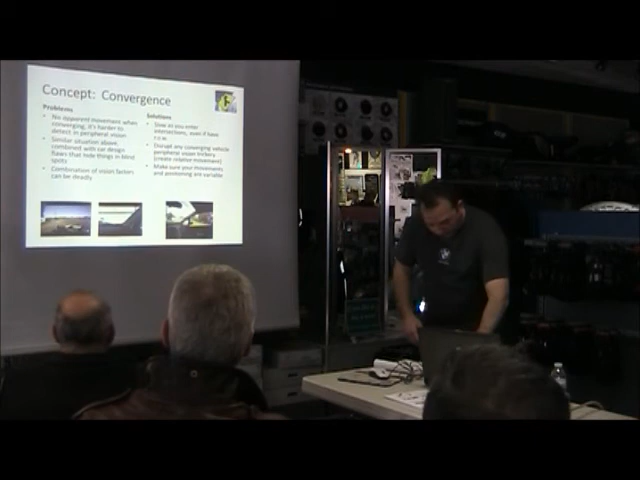 Concept: Convergence
Problems
• No apparent movement when
converging, it's harder to
detect in peripheral vision
• Similar situation above,
combined with car design
flaws that hide things in blind
spots
• Combination of vision factors
can be deadly
Solutions
• Slow as you enter
intersections, even if have
r.o.w.
• Disrupt any converging vehicle
peripheral vision trickery
(create relative movement)
• Make sure your movements
and positioning are variable